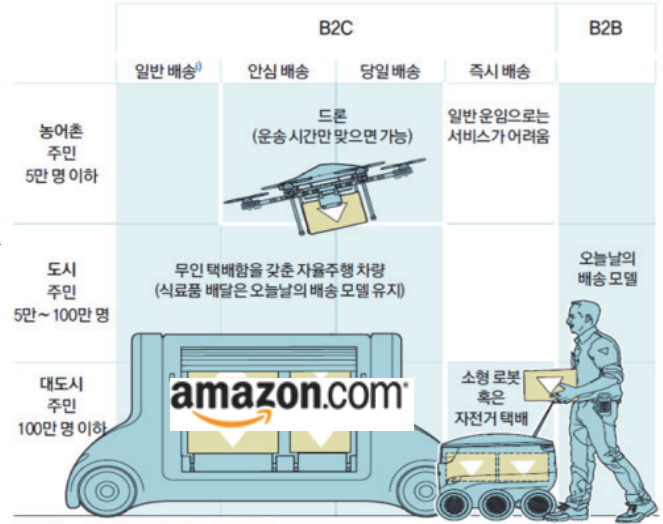 B2C
B2B
일반 배송¹⁾
안심 배송
당일 배송
즉시 배송
농어촌
주민
5만 명 이하
드론
(운송 시간만 맞으면 가능)
일반 운임으로는
서비스가 어려움
도시
주민
5만~100만 명
무인 택배함을 갖춘 자율주행 차량
(식료품 배달은 오늘날의 배송 모델 유지)
오늘날의
배송 모델
대도시
주민
100만 명 이하
amazon.com
소형 로봇
혹은
자전거 택배